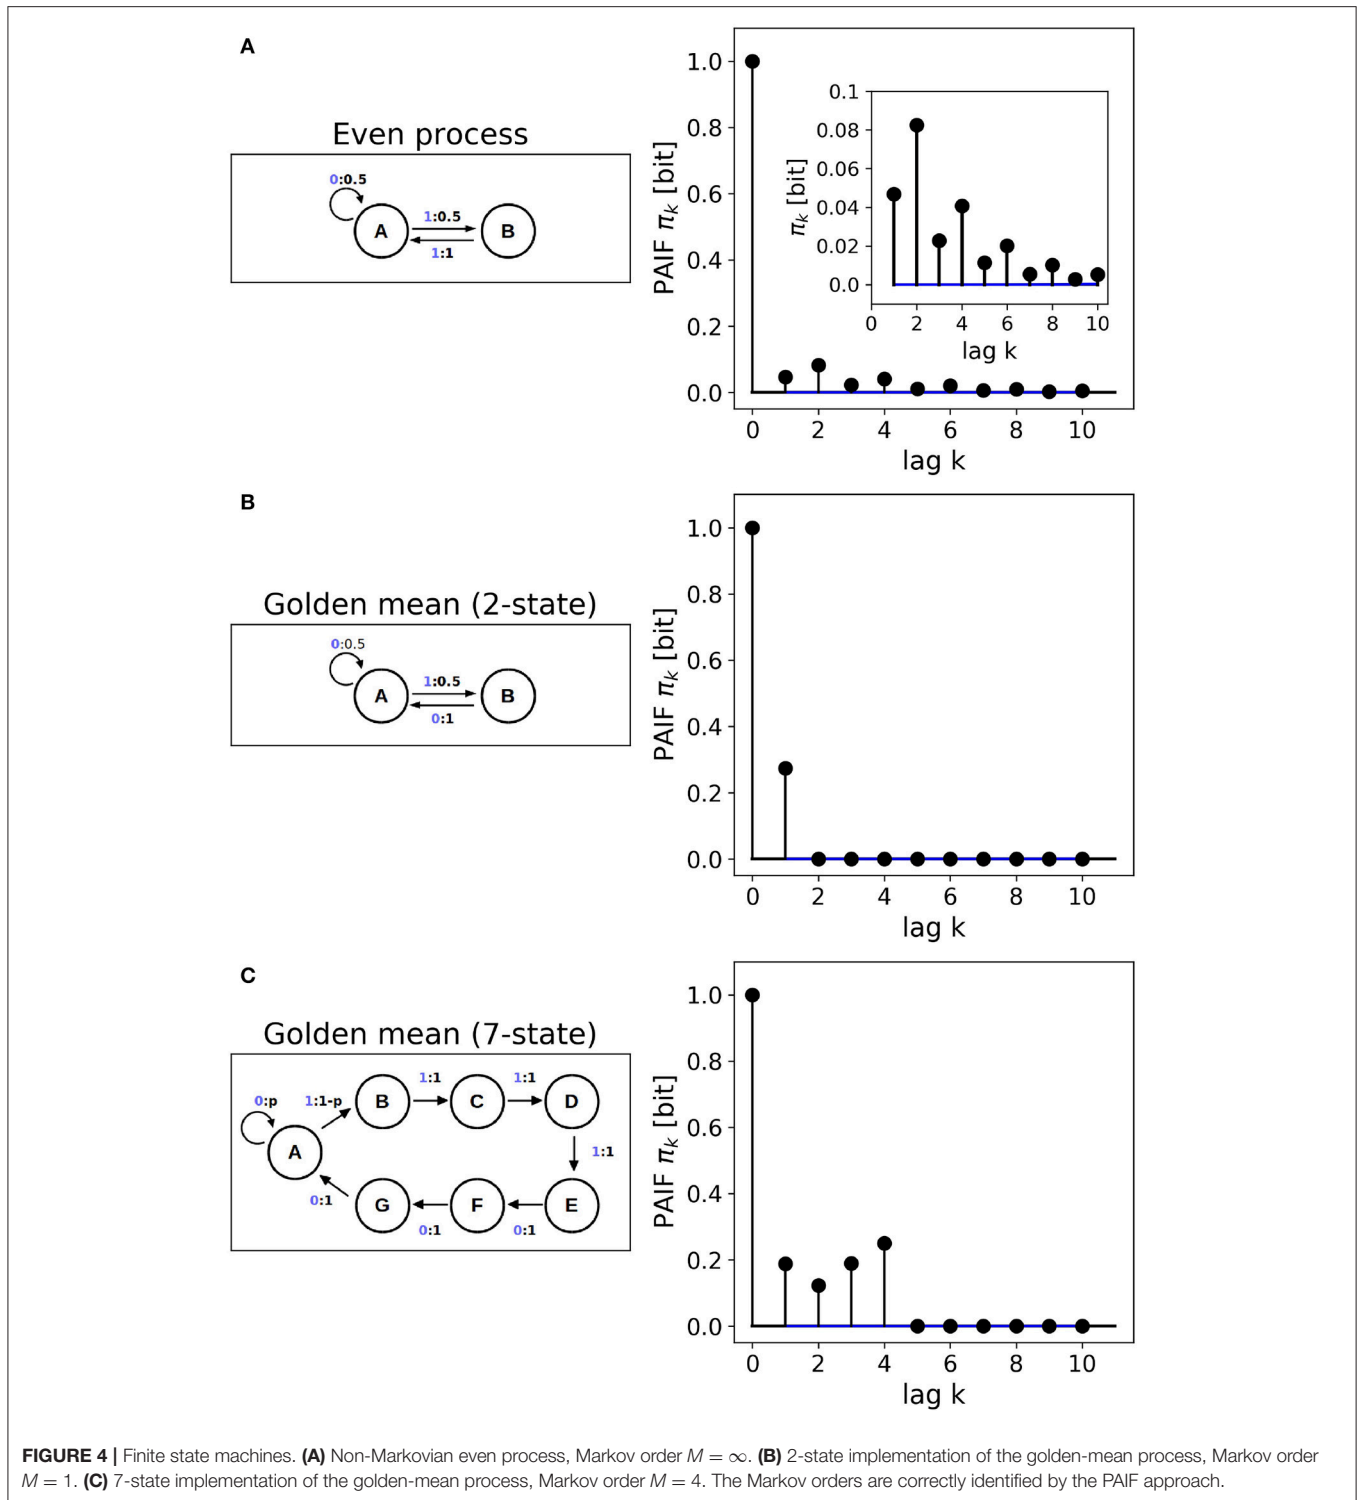 A
Even process
0:0.5
A
1:0.5
1:1
B
PAIF πk [bit]
1.0
0.8
0.6
0.4
0.2
0.0
0 2 4 6 8 10
lag k
πk [bit]
0.1
0.08
0.06
0.04
0.02
0.0
0 2 4 6 8 10
lag k
B
Golden mean (2-state)
0:0.5
A
1:0.5
0:1
B
PAIF πk [bit]
1.0
0.8
0.6
0.4
0.2
0.0
0 2 4 6 8 10
lag k
C
Golden mean (7-state)
0:p
1:1-p
A
B
1:1
C
1:1
D
1:1
E
0:1
F
0:1
G
0:1
PAIF πk [bit]
1.0
0.8
0.6
0.4
0.2
0.0
0 2 4 6 8 10
lag k
FIGURE 4 | Finite state machines. (A) Non-Markovian even process, Markov order M = ∞. (B) 2-state implementation of the golden-mean process, Markov order
M = 1. (C) 7-state implementation of the golden-mean process, Markov order M = 4. The Markov orders are correctly identified by the PAIF approach.